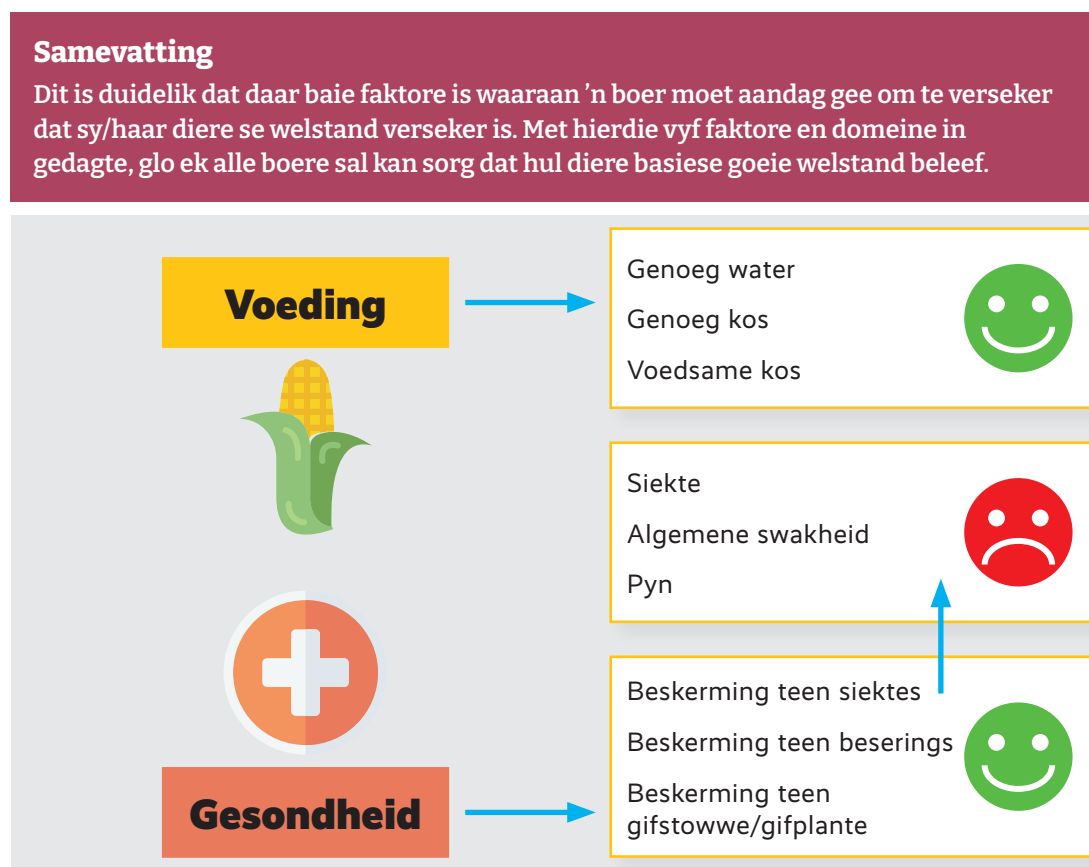 Samevatting
Dit is duidelik dat daar baie faktore is waaraan ’n boer moet aandag gee om te verseker
dat sy/haar diere se welstand verseker is. Met hierdie vyf faktore en domeine in
gedagte, glo ek alle boere sal kan sorg dat hul diere basiese goeie welstand beleef.
Voeding
Genoeg water
Genoeg kos
Voedsame kos
Siekte
Algemene swakheid
Pyn
Gesondheid
Beskerming teen siektes
Beskerming teen beserings
Beskerming teen
gifstowwe/gifplante